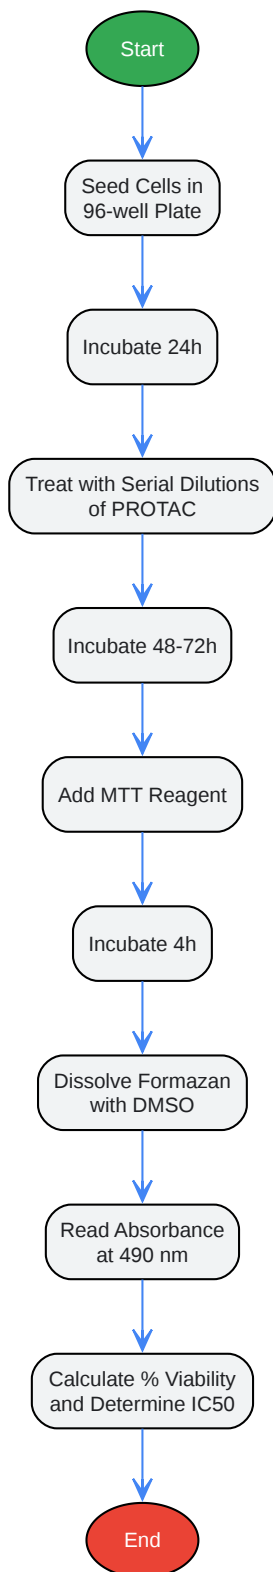 Start
Seed Cells in
96-well Plate
Incubate 24h
Treat with Serial Dilutions
of PROTAC
Incubate 48-72h
Add MTT Reagent
Incubate 4h
Dissolve Formazan
with DMSO
Read Absorbance
at 490 nm
Calculate % Viability
and Determine IC50
End